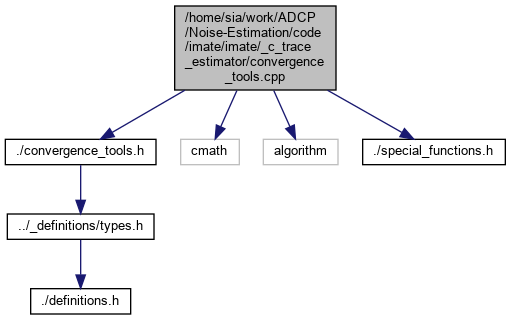 /home/sia/work/ADCP
/Noise-Estimation/code
/imate/imate/_c_trace
_estimator/convergence
_tools.cpp
./convergence_tools.h
cmath
algorithm
./special_functions.h
../_definitions/types.h
./definitions.h